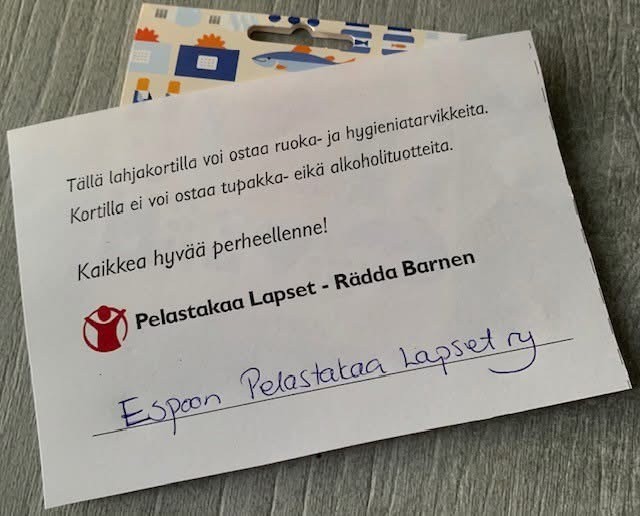 Tällä lahjakortilla voi ostaa ruoka- ja hygieniatarvikkeita.
Kortilla ei voi ostaa tupakka- eikä alkoholituotteita.
Kaikkea hyvää perheellenne!
Pelastakaa Lapset - Rädda Barnen
Espoon Pelastakaa Lapset ry